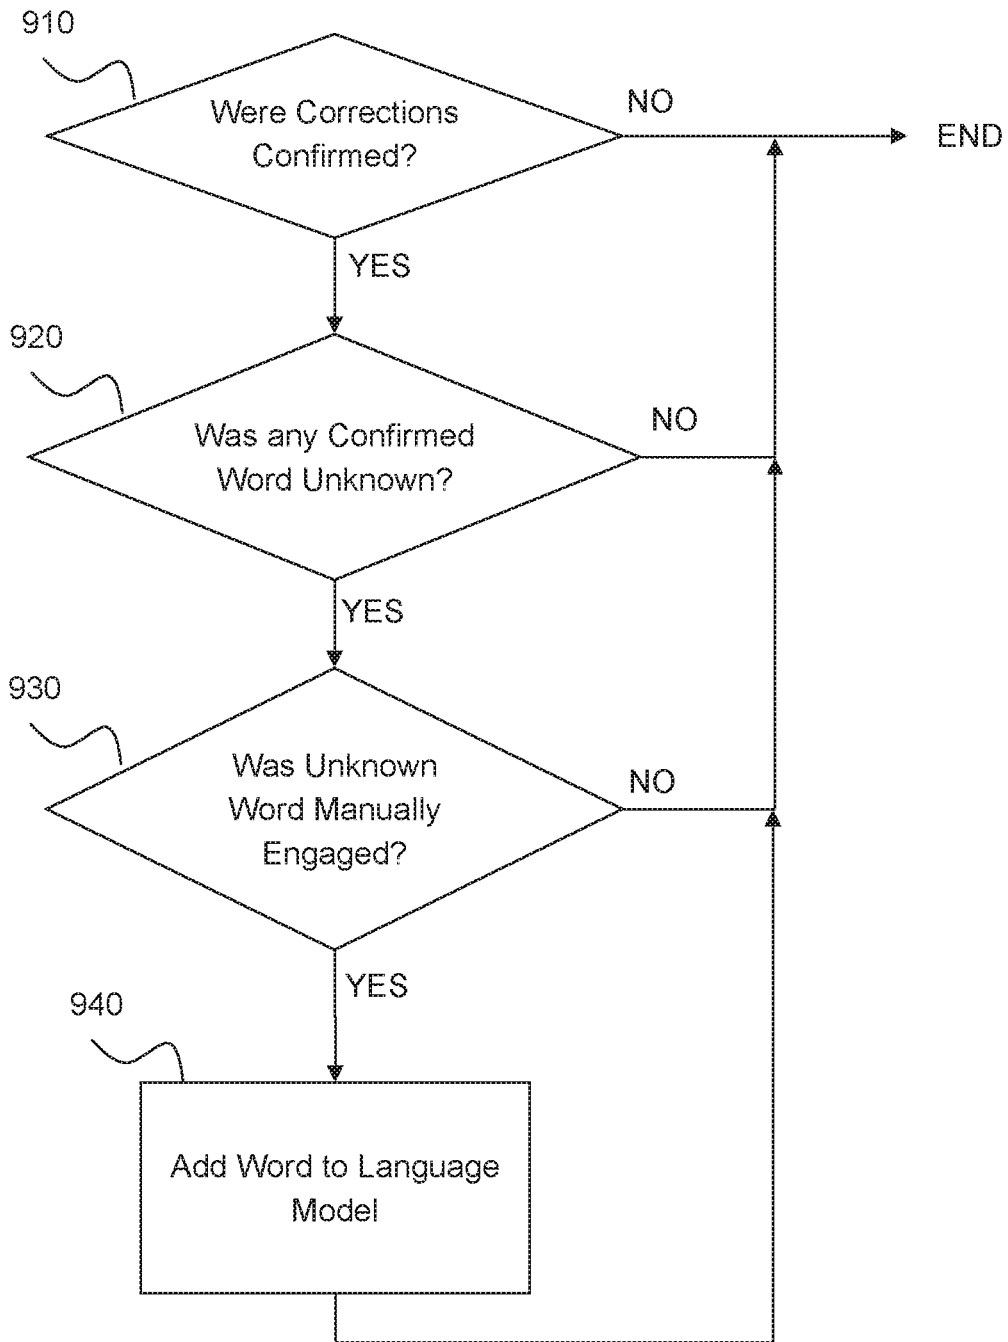 910
Were Corrections
Confirmed?
NO
END
YES
920
Was any Confirmed
Word Unknown?
NO
YES
930
Was Unknown
Word Manually
Engaged?
NO
YES
940
Add Word to Language
Model